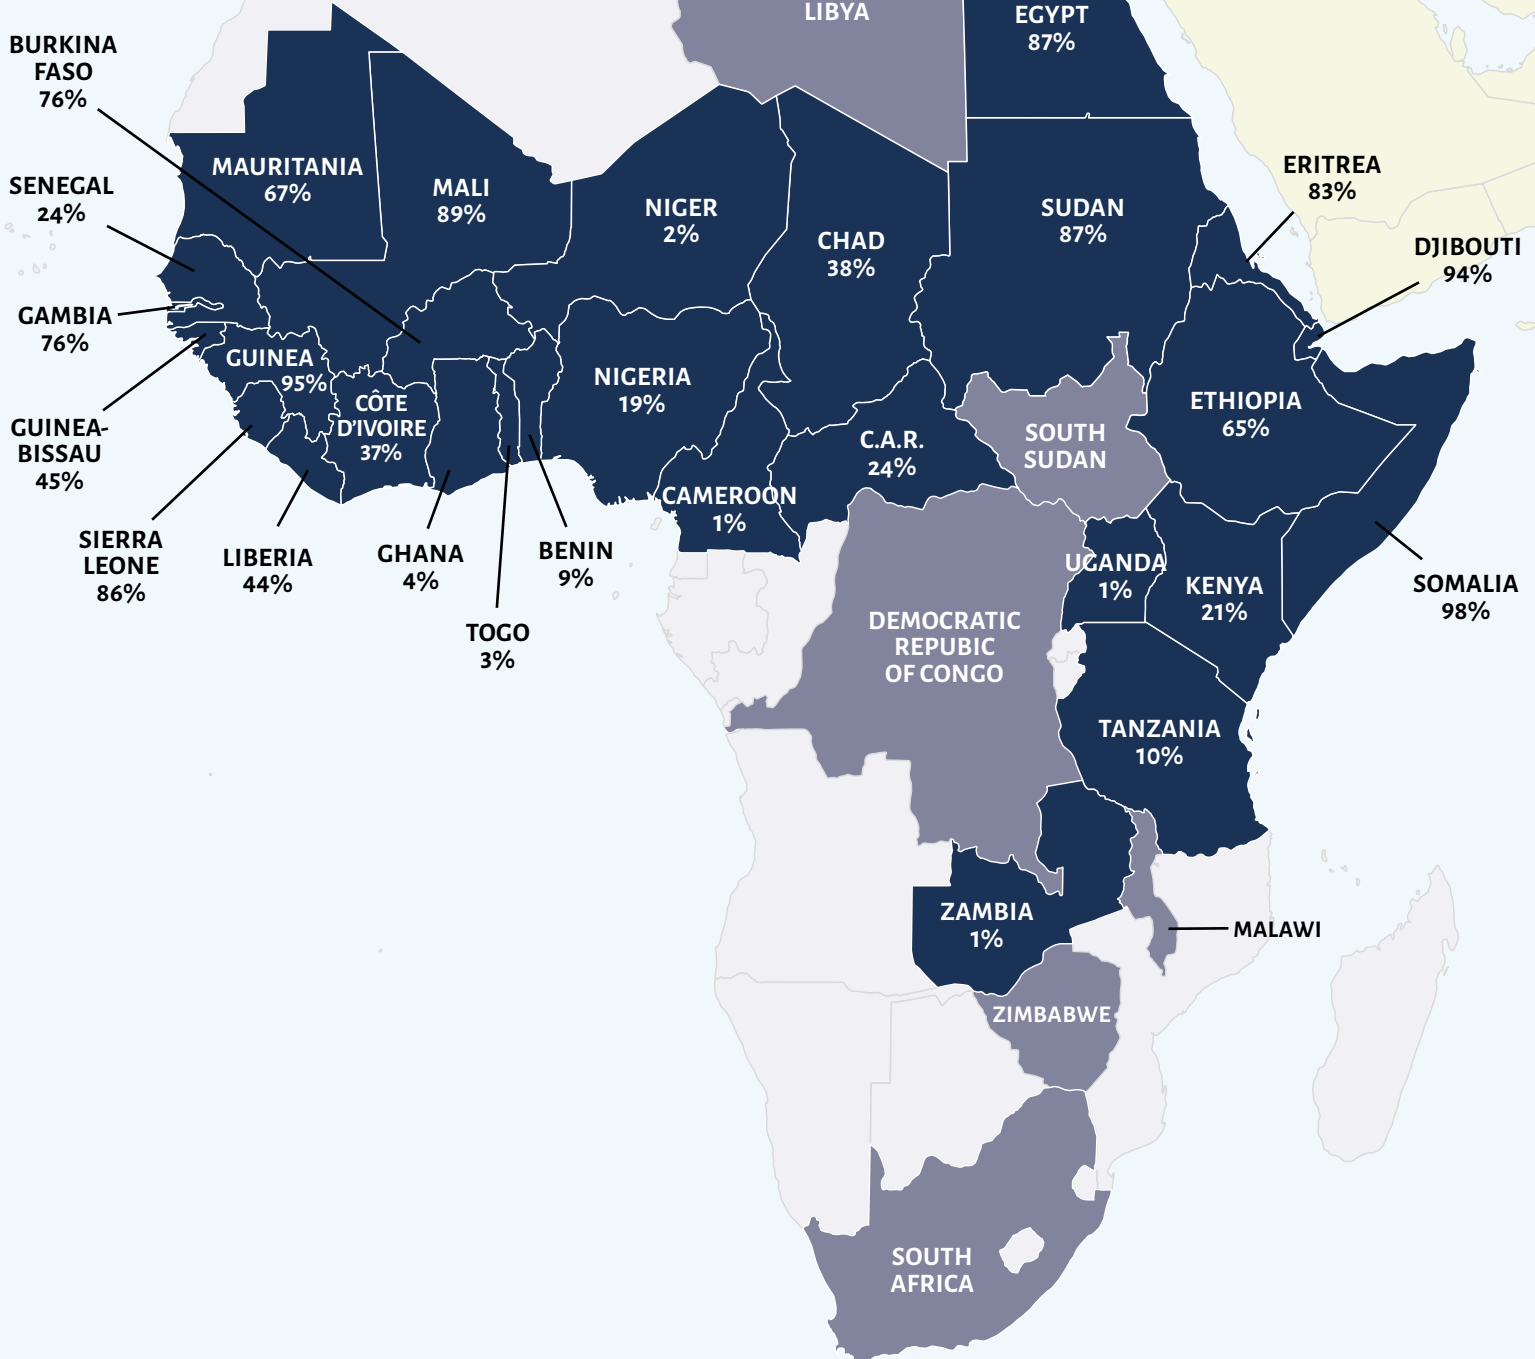 LIBYA
EGYPT
87%
BURKINA
FASO
76%
MAURITANIA
67%
SENEGAL
24%
MALI
89%
NIGER
2%
CHAD
38%
SUDAN
87%
ERITREA
83%
DJIBOUTI
94%
GAMBIA
76%
GUINEA
95%
CÔTE
D'IVOIRE
37%
NIGERIA
19%
C.A.R.
24%
SOUTH
SUDAN
ETHIOPIA
65%
GUINEA-
BISSAU
45%
SIERRA
LEONE
86%
LIBERIA
44%
GHANA
4%
TOGO
3%
BENIN
9%
CAMEROON
1%
UGANDA
1%
KENYA
21%
SOMALIA
98%
DEMOCRATIC
REPUBIC
OF CONGO
TANZANIA
10%
ZAMBIA
1%
MALAWI
ZIMBABWE
SOUTH
AFRICA